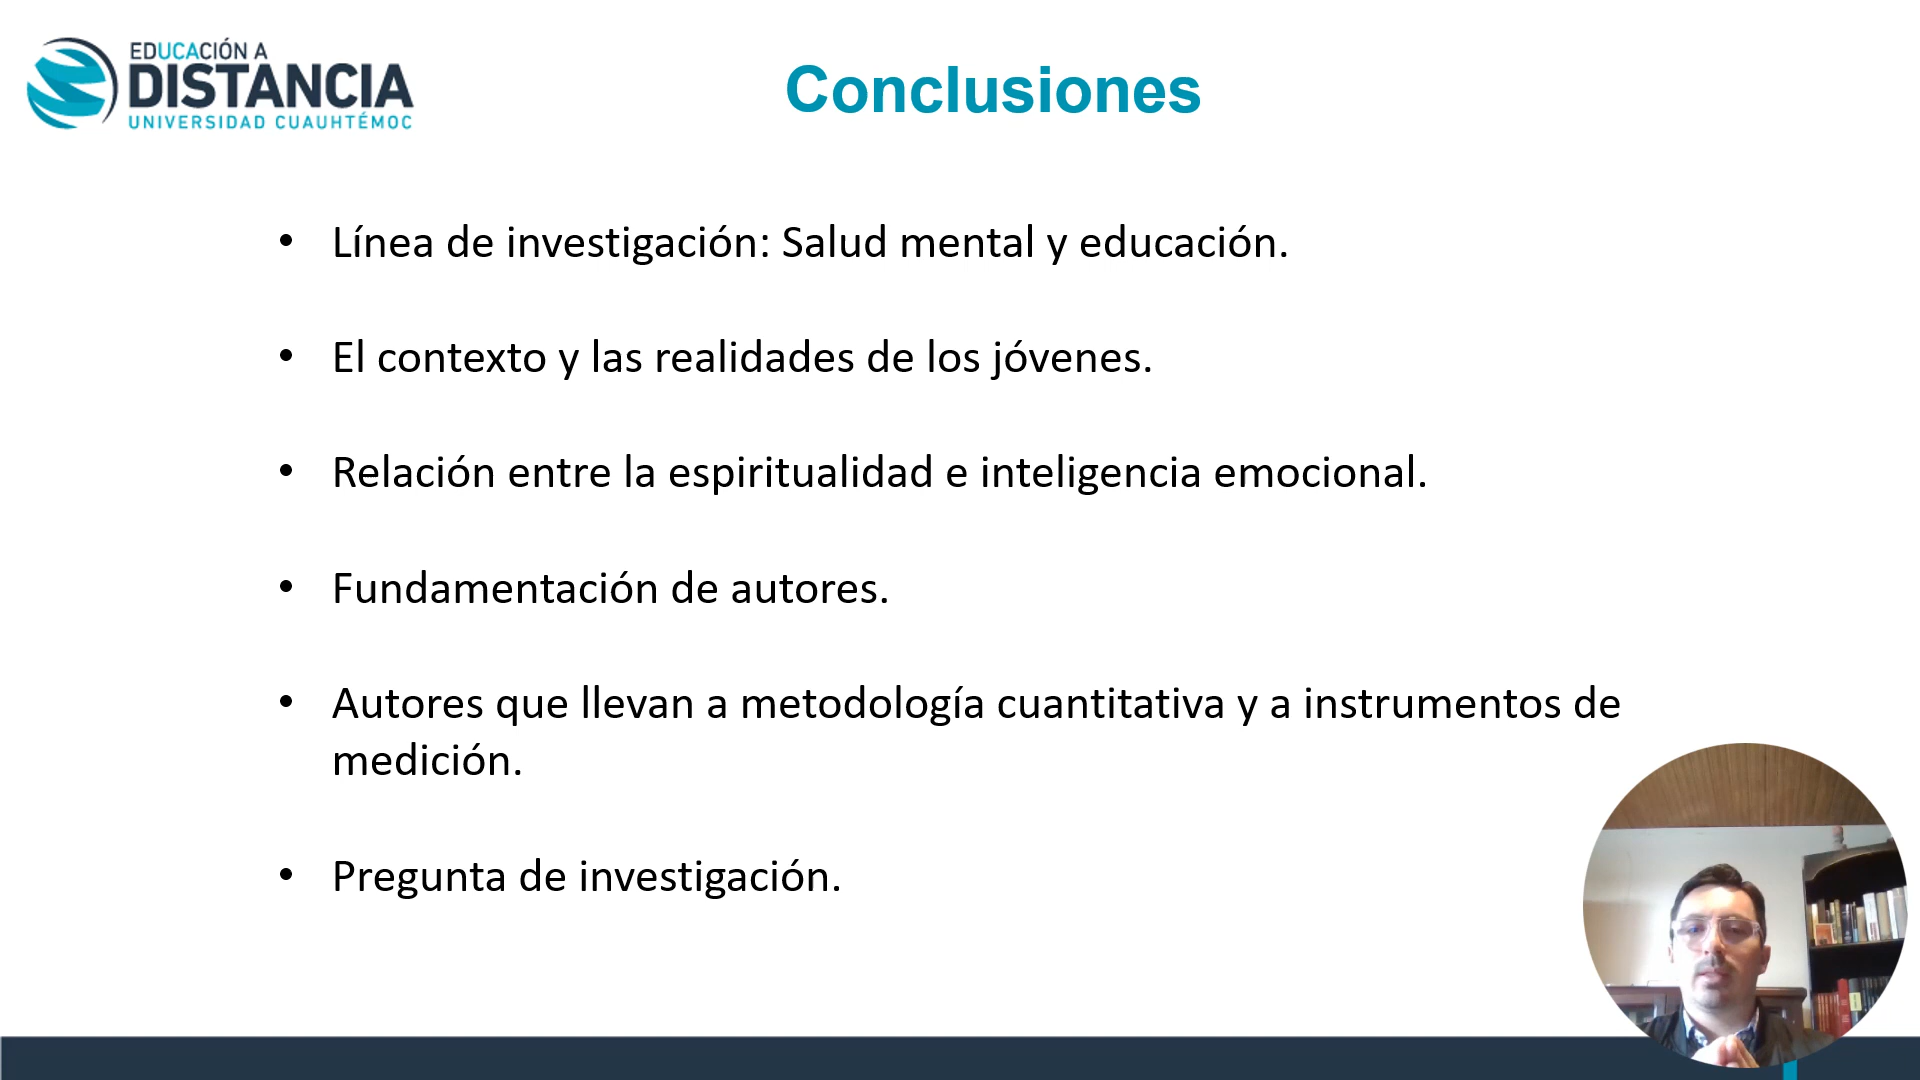 EDUCACIÓN A
DISTANCIA
UNIVERSIDAD CUAUHTÉMOC
Conclusiones
• Línea de investigación: Salud mental y educación.
• El contexto y las realidades de los jóvenes.
• Relación entre la espiritualidad e inteligencia emocional.
• Fundamentación de autores.
• Autores que llevan a metodología cuantitativa y a instrumentos de
medición.
• Pregunta de investigación.